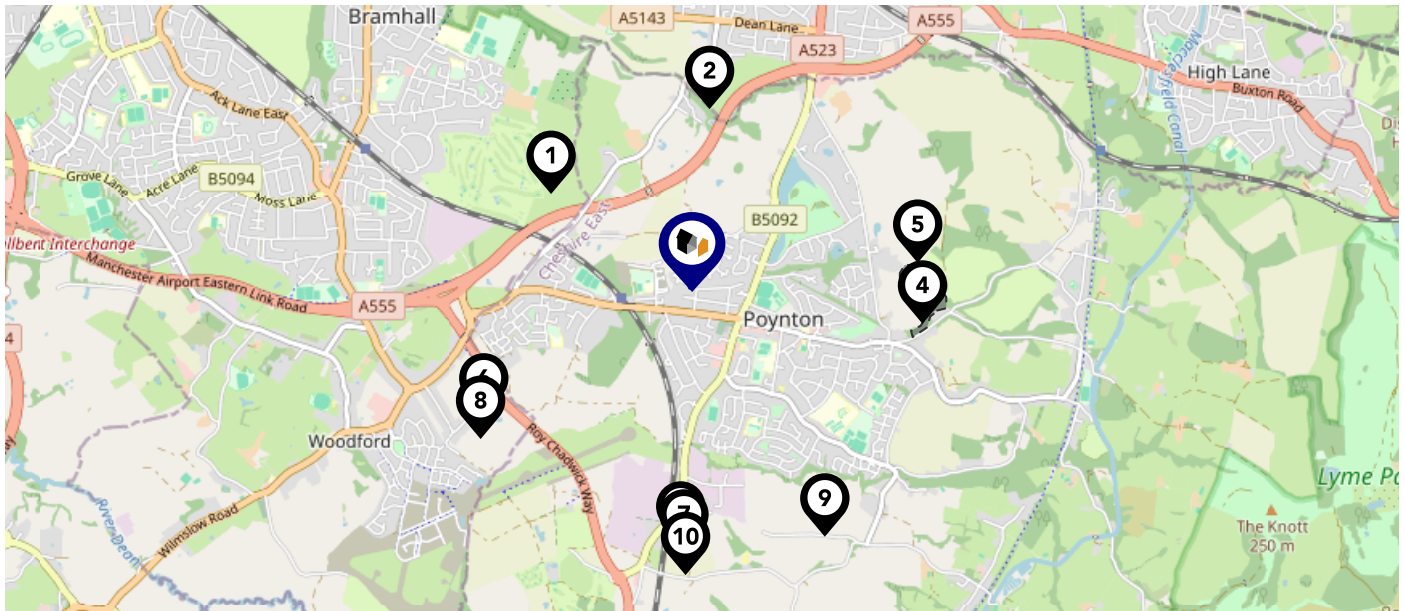 Bramhall
A5143
Dean Lane
A555
A523
High Lane
Buxton Road
Macclesfield Canal
2
Ack Lane East
1
Grove Lane
Acre Lane
B5094
Moss Lane
B5092
5
Cheshire East
llbent Interchange
Manchester Airport Eastern Link Road
A555
4
Poynton
4
6
8
Woodford
Roy Chadwick Way
Lyme Pa
River Dean
Wilmslow Road
7
9
10
The Knott
250 m